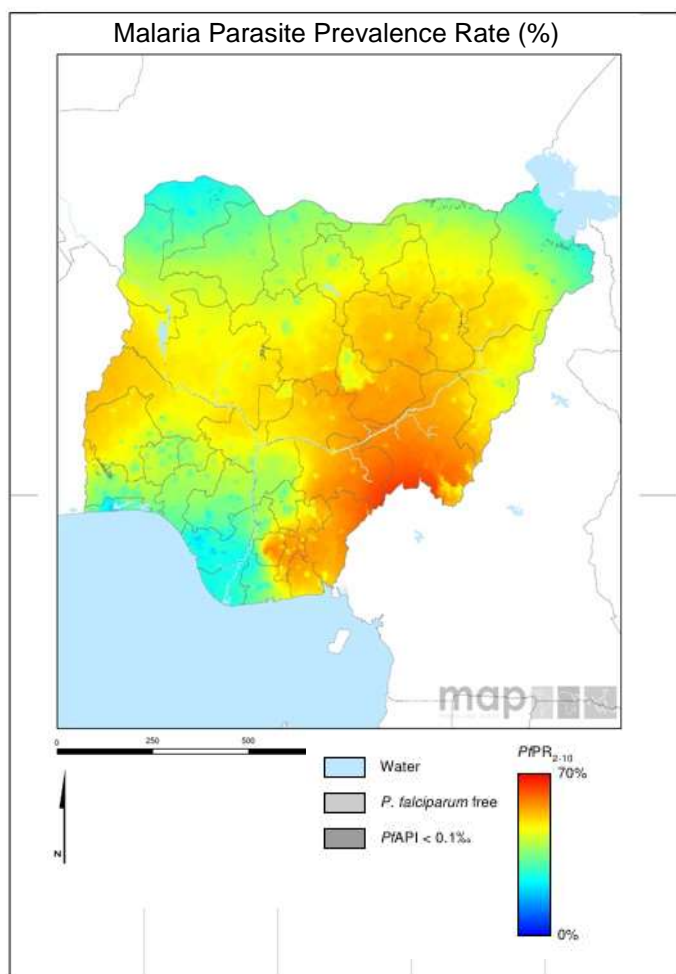 Malaria Parasite Prevalence Rate (%)
map
0 250 500
Water
P. falciparum free
PfAPI < 0.1‰
N
PfPR2-10
70%
0%